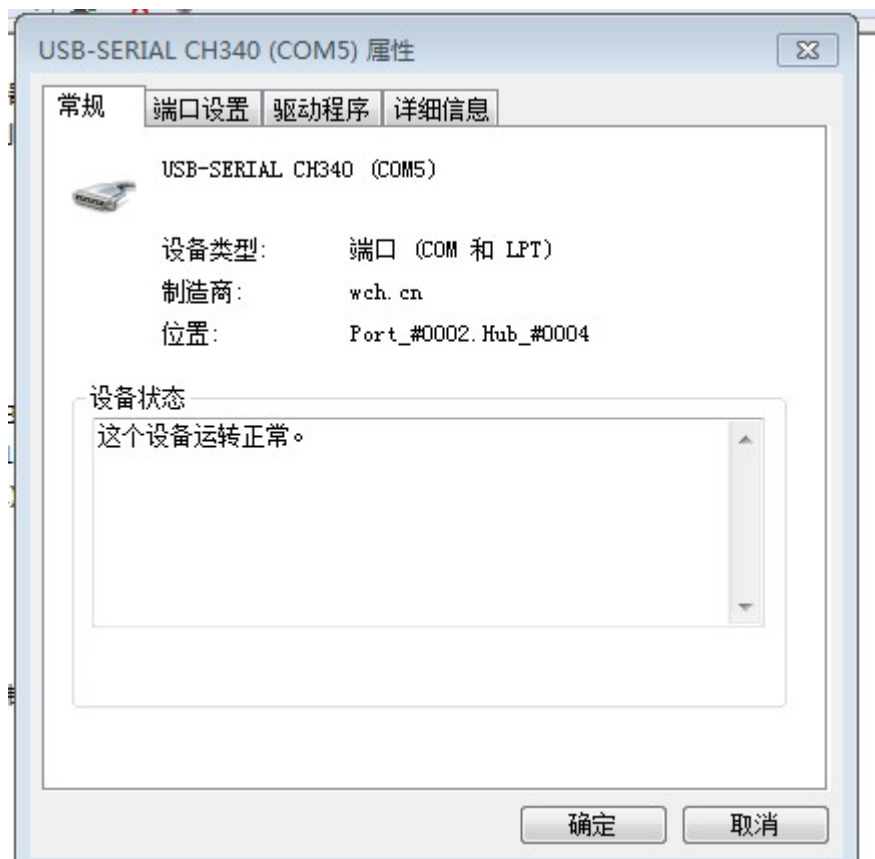 USB-SERIAL CH340 (COM5) 属性
常规 端口设置 驱动程序 详细信息
USB-SERIAL CH340 (COM5)
设备类型: 端口 (COM 和 LPT)
制造商: wch.cn
位置: Port_#0002.Hub_#0004
设备状态
这个设备运转正常。
确定 取消